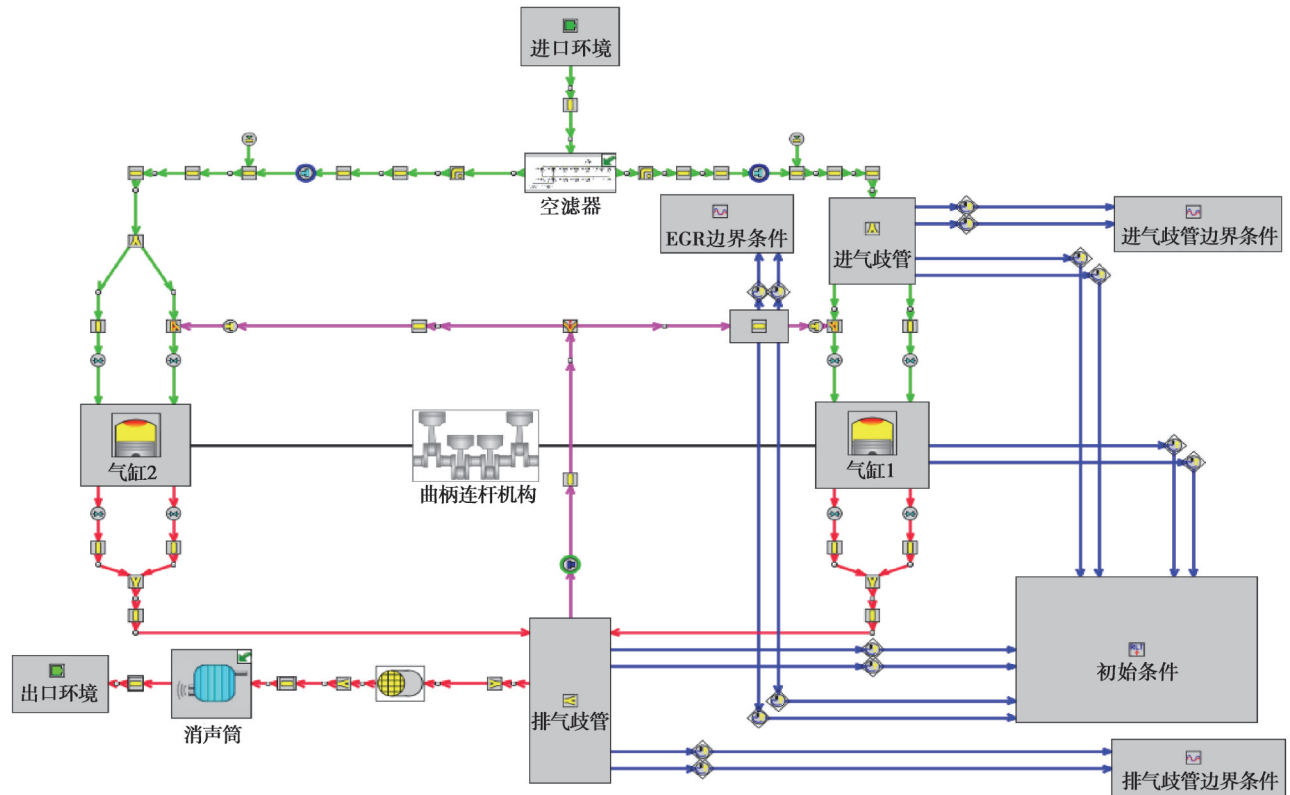 进口环境
空滤器
EGR边界条件
进气歧管
进气歧管边界条件
气缸2
曲柄连杆机构
气缸1
出口环境
消声筒
排气歧管
RLT
初始条件
排气歧管边界条件